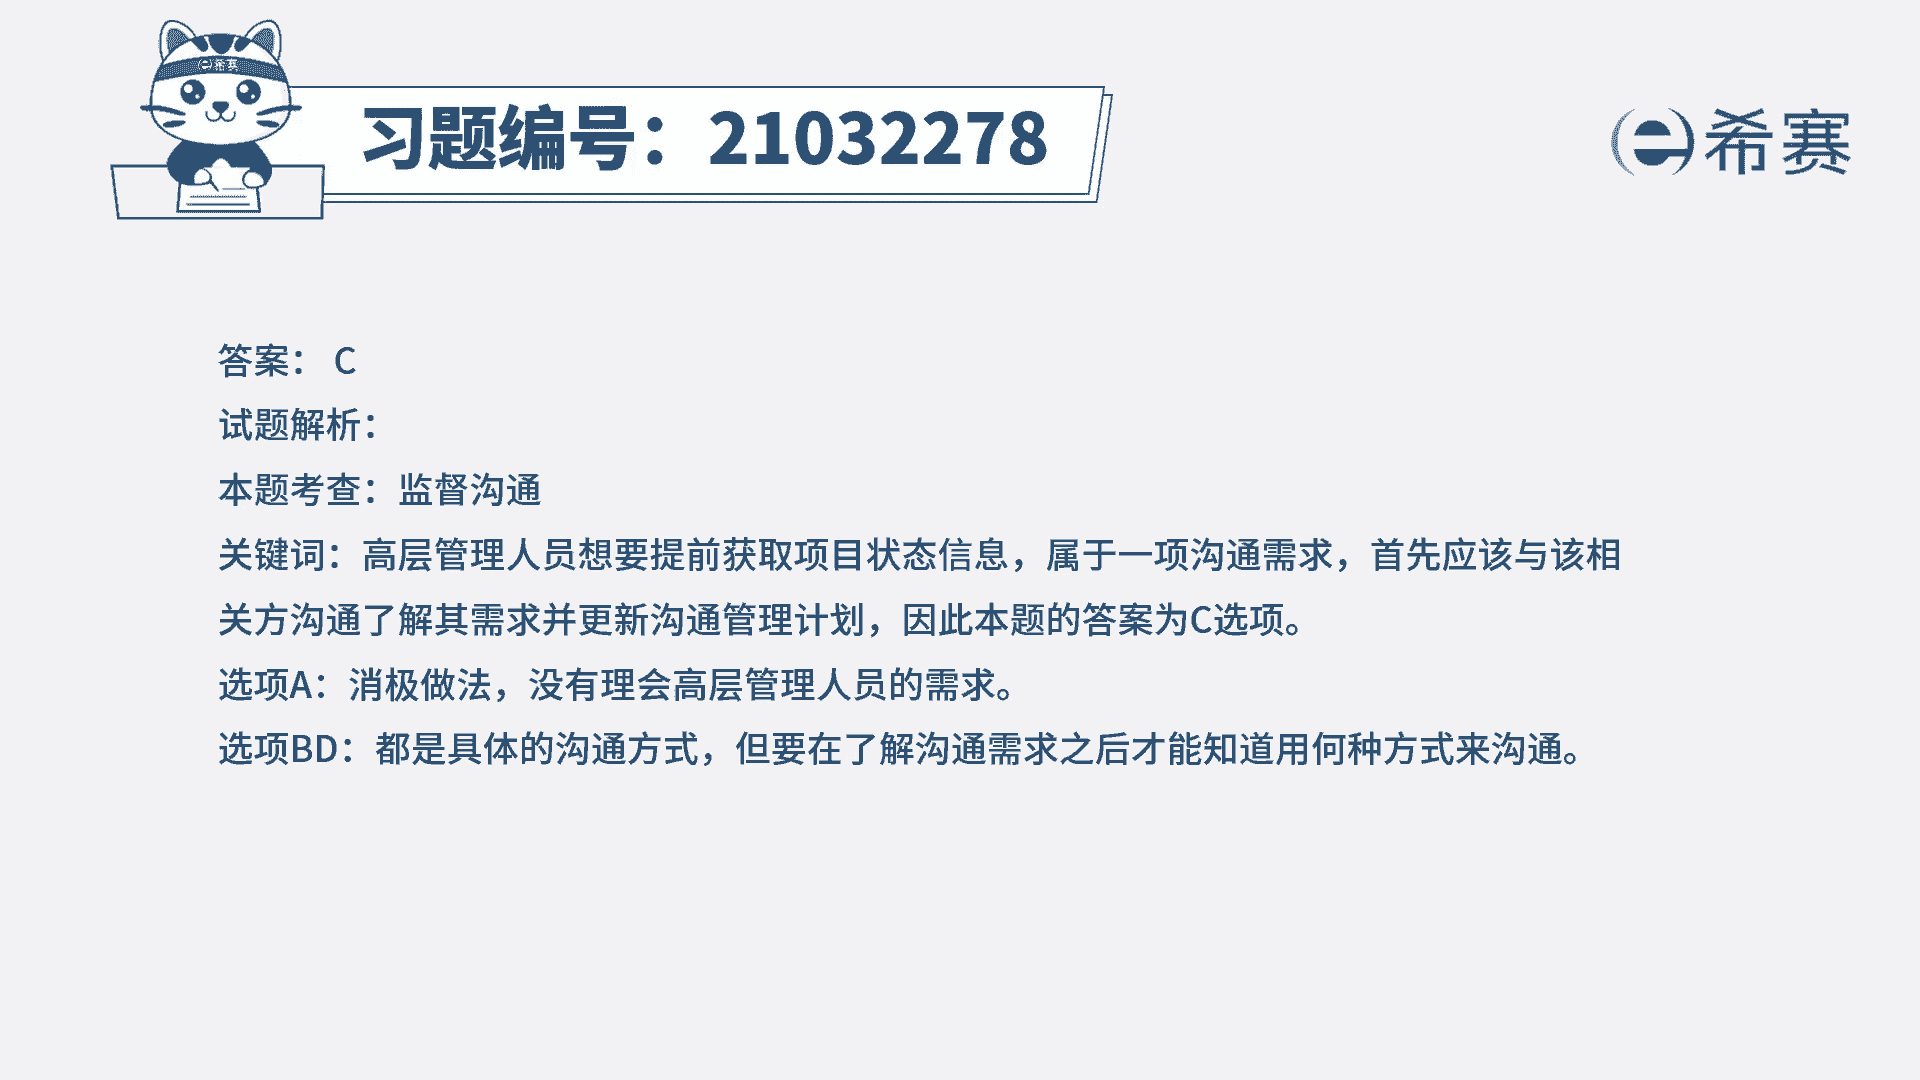 希赛
习题编号：21032278
希赛
答案： C
试题解析：
本题考查：监督沟通
关键词：高层管理人员想要提前获取项目状态信息，属于一项沟通需求，首先应该与该相
关方沟通了解其需求并更新沟通管理计划，因此本题的答案为C选项。
选项A：消极做法，没有理会高层管理人员的需求。
选项BD：都是具体的沟通方式，但要在了解沟通需求之后才能知道用何种方式来沟通。